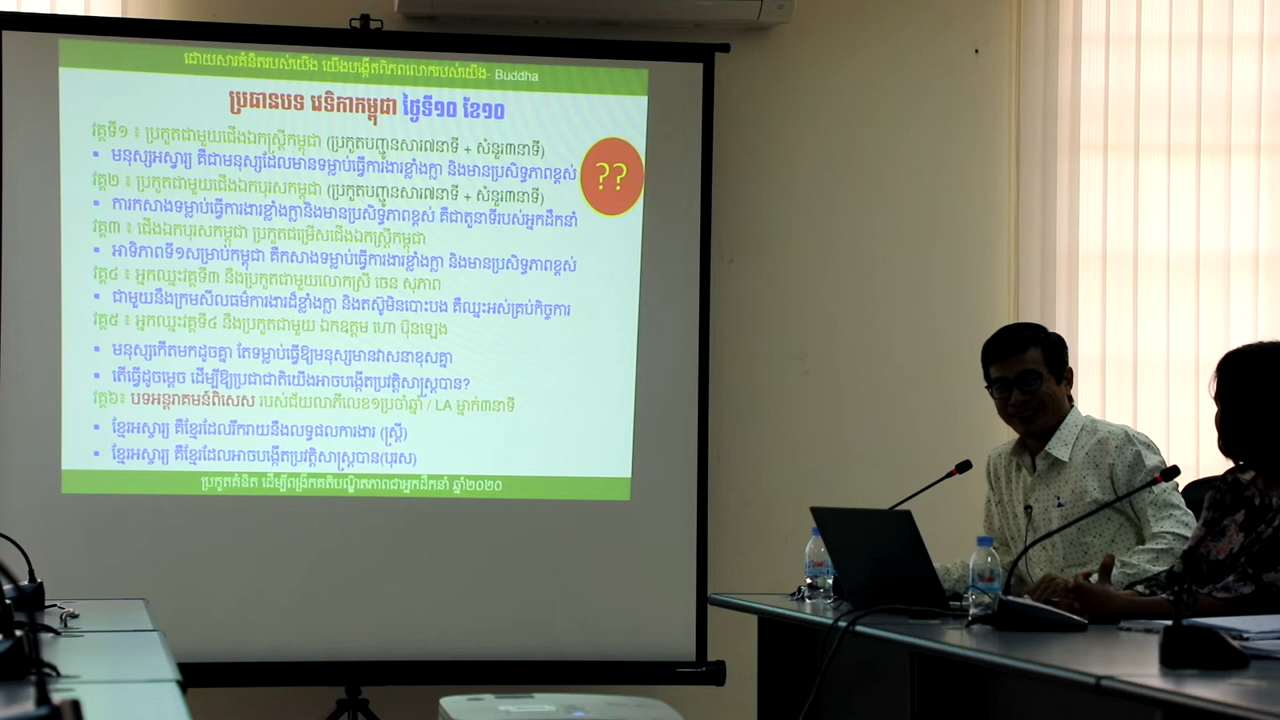 ដោយសារគំនិតរបស់យើង យើងបង្កើតពិភពលោករបស់យើង- Buddha
ប្រធានបទ វេទិកាកម្ពុជា ថ្ងៃទី១០ ខែ១០
វគ្គទី១ ៖ ប្រកួតជាមួយជើងឯកស្ត្រីកម្ពុជា (ប្រកួតបញ្ជូនសារ៧នាទី + សំនួរ៣នាទី)
▪ មនុស្សអស្ចារ្យ គឺជាមនុស្សដែលមានទម្លាប់ធ្វើការងារខ្លាំងក្លា និងមានប្រសិទ្ធភាពខ្ពស់
??
វគ្គ២ ៖ ប្រកួតជាមួយជើងឯកបុរសកម្ពុជា (ប្រកួតបញ្ជូនសារ៧នាទី + សំនួរ៣នាទី)
▪ ការកសាងទម្លាប់ធ្វើការងារខ្លាំងក្លានិងមានប្រសិទ្ធភាពខ្ពស់ គឺជាតួនាទីរបស់អ្នកដឹកនាំ
វគ្គ៣ ៖ ជើងឯកបុរសកម្ពុជា ប្រកួតជម្រើសជើងឯកស្ត្រីកម្ពុជា
▪ អាទិភាពទី១សម្រាប់កម្ពុជា គឺកសាងទម្លាប់ធ្វើការងារខ្លាំងក្លា និងមានប្រសិទ្ធភាពខ្ពស់
វគ្គ៤ ៖ អ្នកឈ្នះវគ្គទី៣ នឹងប្រកួតជាមួយលោកស្រី ចេន សុភាព
▪ ជាមួយនឹងក្រមសីលធម៌ការងារដ៏ខ្លាំងក្លា និងតស៊ូមិនបោះបង គឺឈ្នះអស់គ្រប់កិច្ចការ
វគ្គ៥ ៖ អ្នកឈ្នះវគ្គទី៤ នឹងប្រកួតជាមួយ ឯកឧត្តម ហោ ប៊ុនឡេង
▪ មនុស្សកើតមកដូចគ្នា តែទម្លាប់ធ្វើឱ្យមនុស្សមានវាសនាខុសគ្នា
▪ តើធ្វើដូចម្តេច ដើម្បីឱ្យប្រជាជាតិយើងអាចបង្កើតប្រវត្តិសាស្ត្របាន?
វគ្គ៦៖ បទអន្តរាគមន៍ពិសេស របស់ជ័យលាភីលេខ១ប្រចាំឆ្នាំ / LA ម្នាក់៣នាទី
▪ ខ្មែរអស្ចារ្យ គឺខ្មែរដែលរីករាយនឹងលទ្ធផលការងារ (ស្ត្រី)
▪ ខ្មែរអស្ចារ្យ គឺខ្មែរដែលអាចបង្កើតប្រវត្តិសាស្ត្របាន(បុរស)
ប្រកួតគំនិត ដើម្បីពង្រីកគតិបណ្ឌិតភាពជាអ្នកដឹកនាំ ឆ្នាំ២០២០